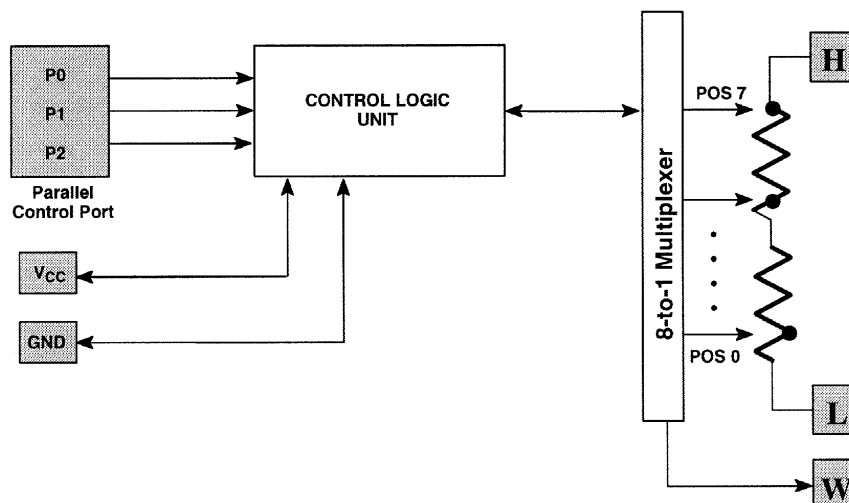 P0
P1
P2
Parallel
Control Port
CONTROL LOGIC
UNIT
VCC
GND
8-to-1 Multiplexer
POS 7
POS 0
H
L
W